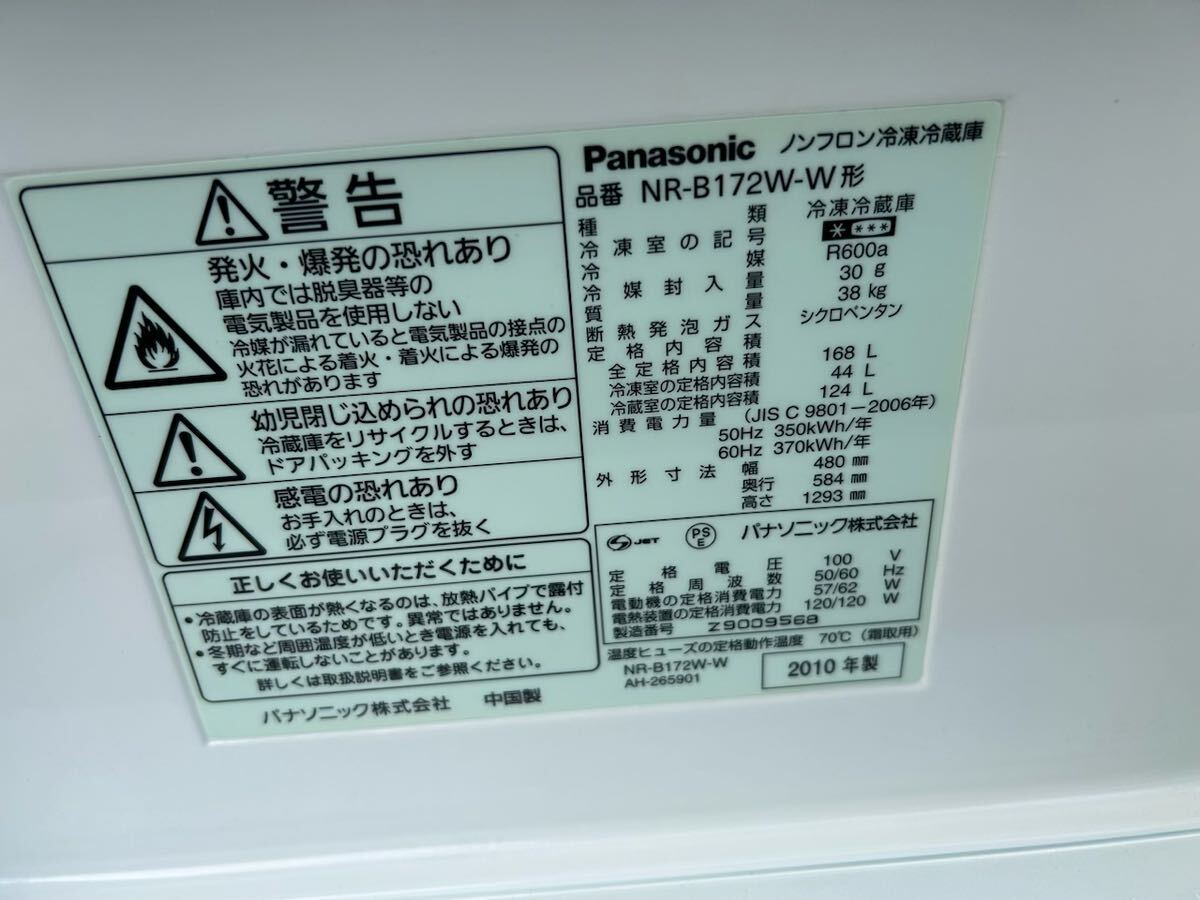 警告
発火・爆発の恐れあり
庫内では脱臭器等の
電気製品を使用しない
冷媒が漏れていると電気製品の接点の
火花による着火・着火による爆発の
恐れがあります
幼児閉じ込められの恐れあり
冷蔵庫をリサイクルするときは、
ドアパッキングを外す
感電の恐れあり
お手入れのときは、
必ず電源プラグを抜く
正しくお使いいただくために
・冷蔵庫の表面が熱くなるのは、放熱パイプで露付
防止をしているためです。異常ではありません。
・冬期など周囲温度が低いとき電源を入れても、
すぐに運転しないことがあります。
詳しくは取扱説明書をご参照ください。
パナソニック株式会社 中国製
Panasonic ノンフロン冷凍冷蔵庫
品番 NR-B172W-W形
種類 冷凍冷蔵庫
冷凍室の記号 * ***
冷媒 R600a
冷媒封入量 30 g
質量 38 kg
断熱発泡ガス シクロペンタン
定格内容積
全定格内容積 168 L
冷凍室の定格内容積 44 L
冷蔵室の定格内容積 124 L
消費電力量 (JIS C 9801-2006年)
50Hz 350kWh/年
60Hz 370kWh/年
外形寸法 幅 480 mm
奥行 584 mm
高さ 1293 mm
JET PSE パナソニック株式会社
定格電圧 100 V
定格周波数 50/60 Hz
電動機の定格消費電力 57/62 W
電熱装置の定格消費電力 120/120 W
製造番号 Z9009568
温度ヒューズの定格動作温度 70℃ (霜取用)
NR-B172W-W
AH-265901
2010年製